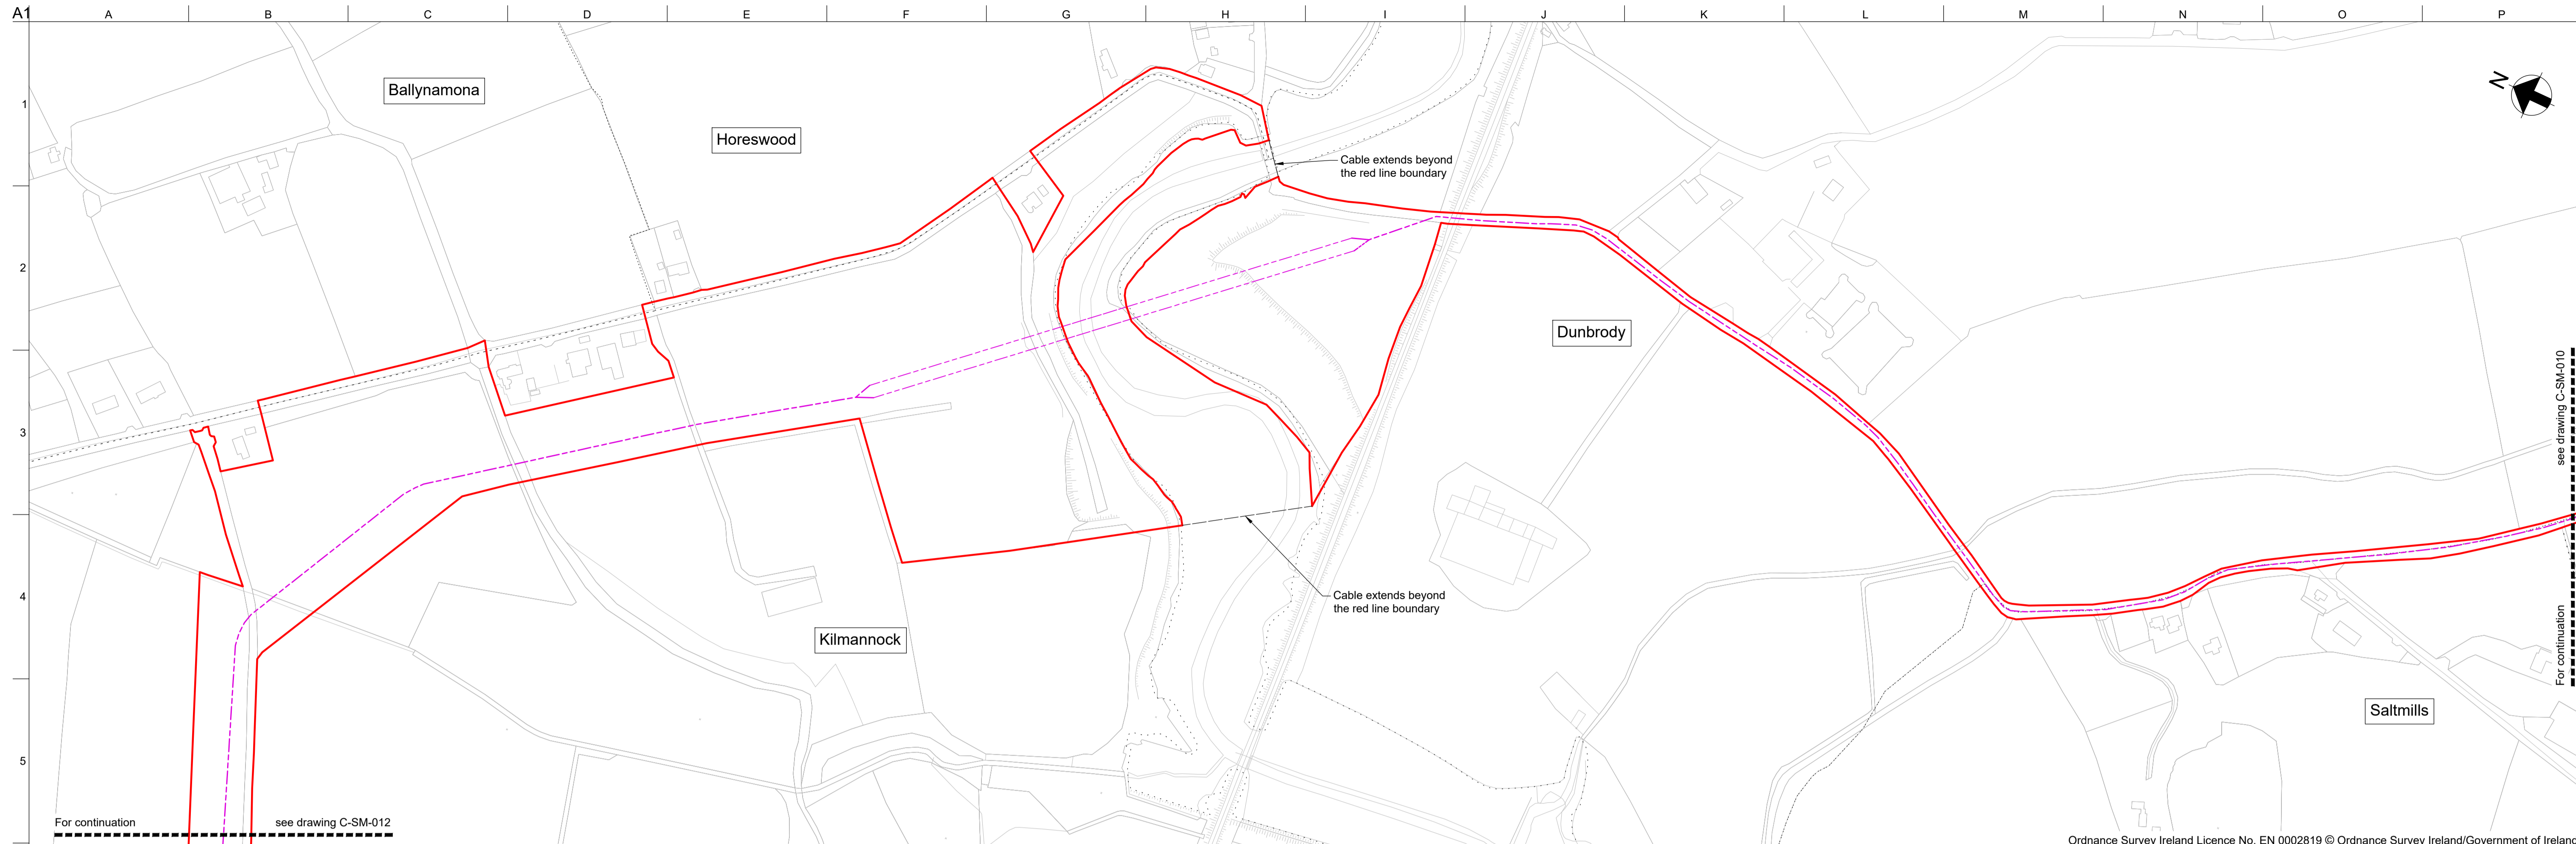 A1
A B C D E F G H I J K L M N O P
N
1
Ballynamona
Horeswood
Cable extends beyond
the red line boundary
2
Dunbrody
see drawing C-SM-010
For continuation
3
Cable extends beyond
the red line boundary
4
Kilmannock
Saltmills
5
For continuation see drawing C-SM-012
Ordnance Survey Ireland Licence No. EN 0002819 © Ordnance Survey Ireland/Government of Ireland